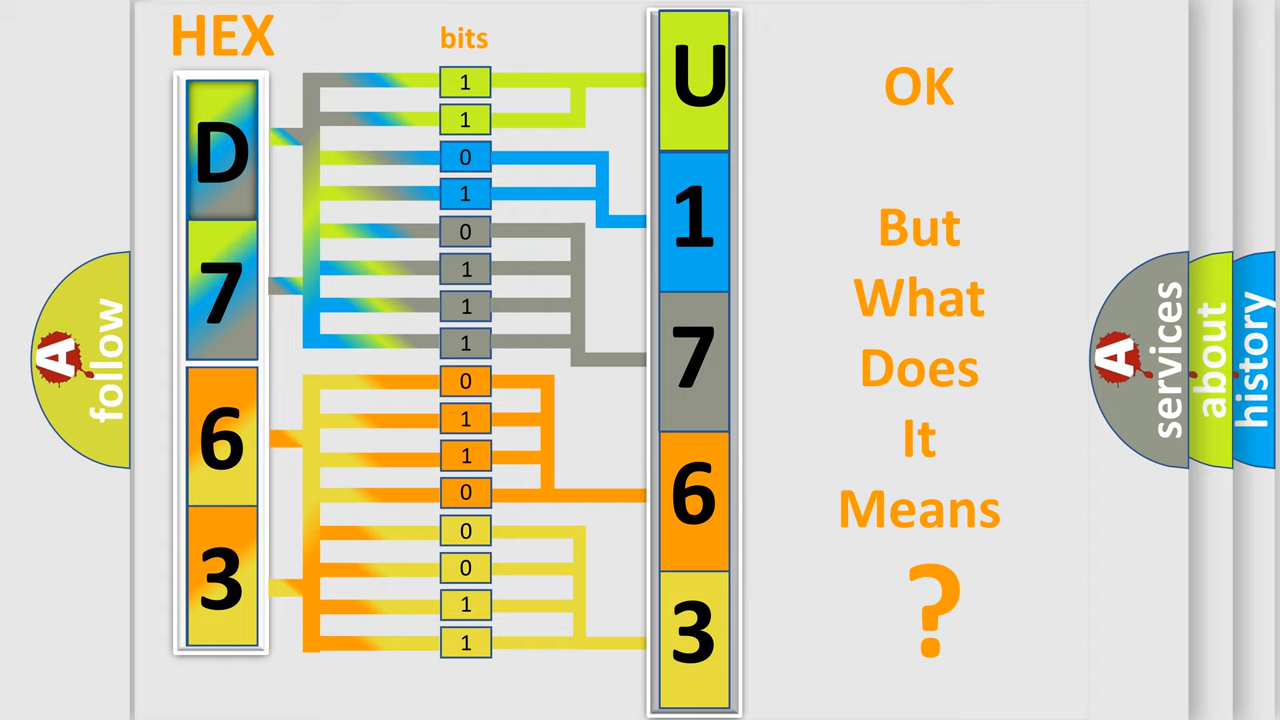 HEX
bits
D
7
6
3
1
1
0
1
0
1
1
1
0
1
1
0
0
0
1
1
U
1
7
6
3
OK
But
What
Does
It
Means
?
A
follow
A
services
about
history